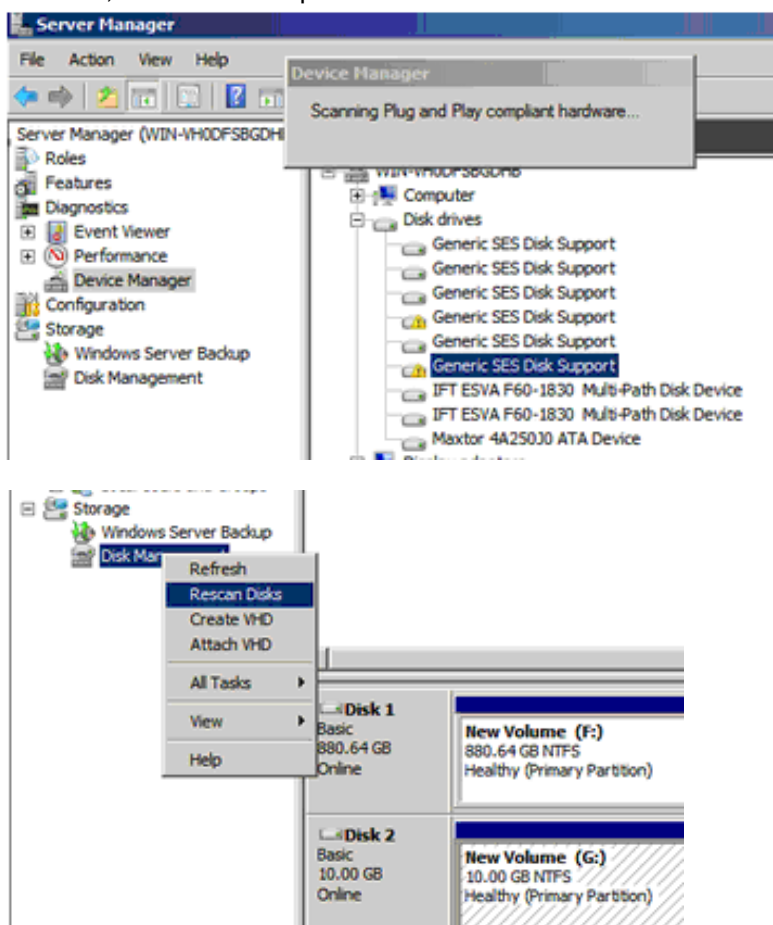 Server Manager
File Action View Help
Device Manager
Scanning Plug and Play compliant hardware...
Server Manager (WIN-VH0DFSBGDH
Roles
Features
Diagnostics
Event Viewer
Performance
Device Manager
Configuration
Storage
Windows Server Backup
Disk Management
WIN-VH0DFSBGDHB
Computer
Disk drives
Generic SES Disk Support
Generic SES Disk Support
Generic SES Disk Support
Generic SES Disk Support
Generic SES Disk Support
Generic SES Disk Support
IFT ESVA F60-1830 Multi-Path Disk Device
IFT ESVA F60-1830 Multi-Path Disk Device
Maxtor 4A250J0 ATA Device
Storage
Windows Server Backup
Disk Man
Refresh
Rescan Disks
Create VHD
Attach VHD
All Tasks
View
Help
Disk 1
Basic
880.64 GB
Online
New Volume (F:)
880.64 GB NTFS
Healthy (Primary Partition)
Disk 2
Basic
10.00 GB
Online
New Volume (G:)
10.00 GB NTFS
Healthy (Primary Partition)